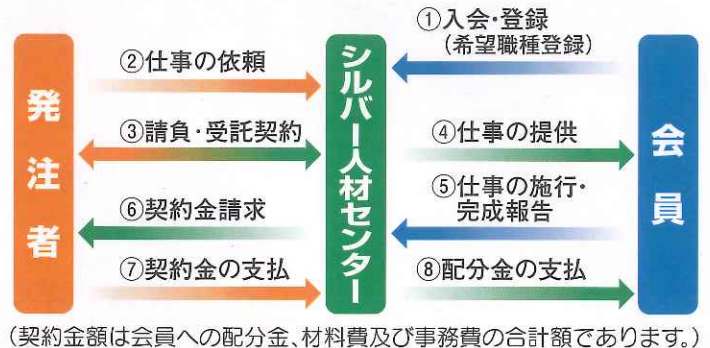 発注者
シルバー人材センター
会員
①入会・登録
(希望職種登録)
②仕事の依頼
③請負・受託契約
④仕事の提供
⑤仕事の施行・
完成報告
⑥契約金請求
⑦契約金の支払
⑧配分金の支払
(契約金額は会員への配分金、材料費及び事務費の合計額であります。)